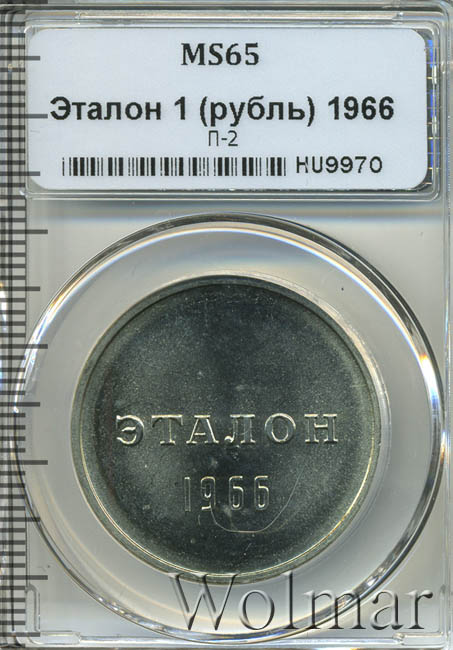 MS65
Эталон 1 (рубль) 1966
П-2
HU9970
ЭТАЛОН
1966
Wolmar